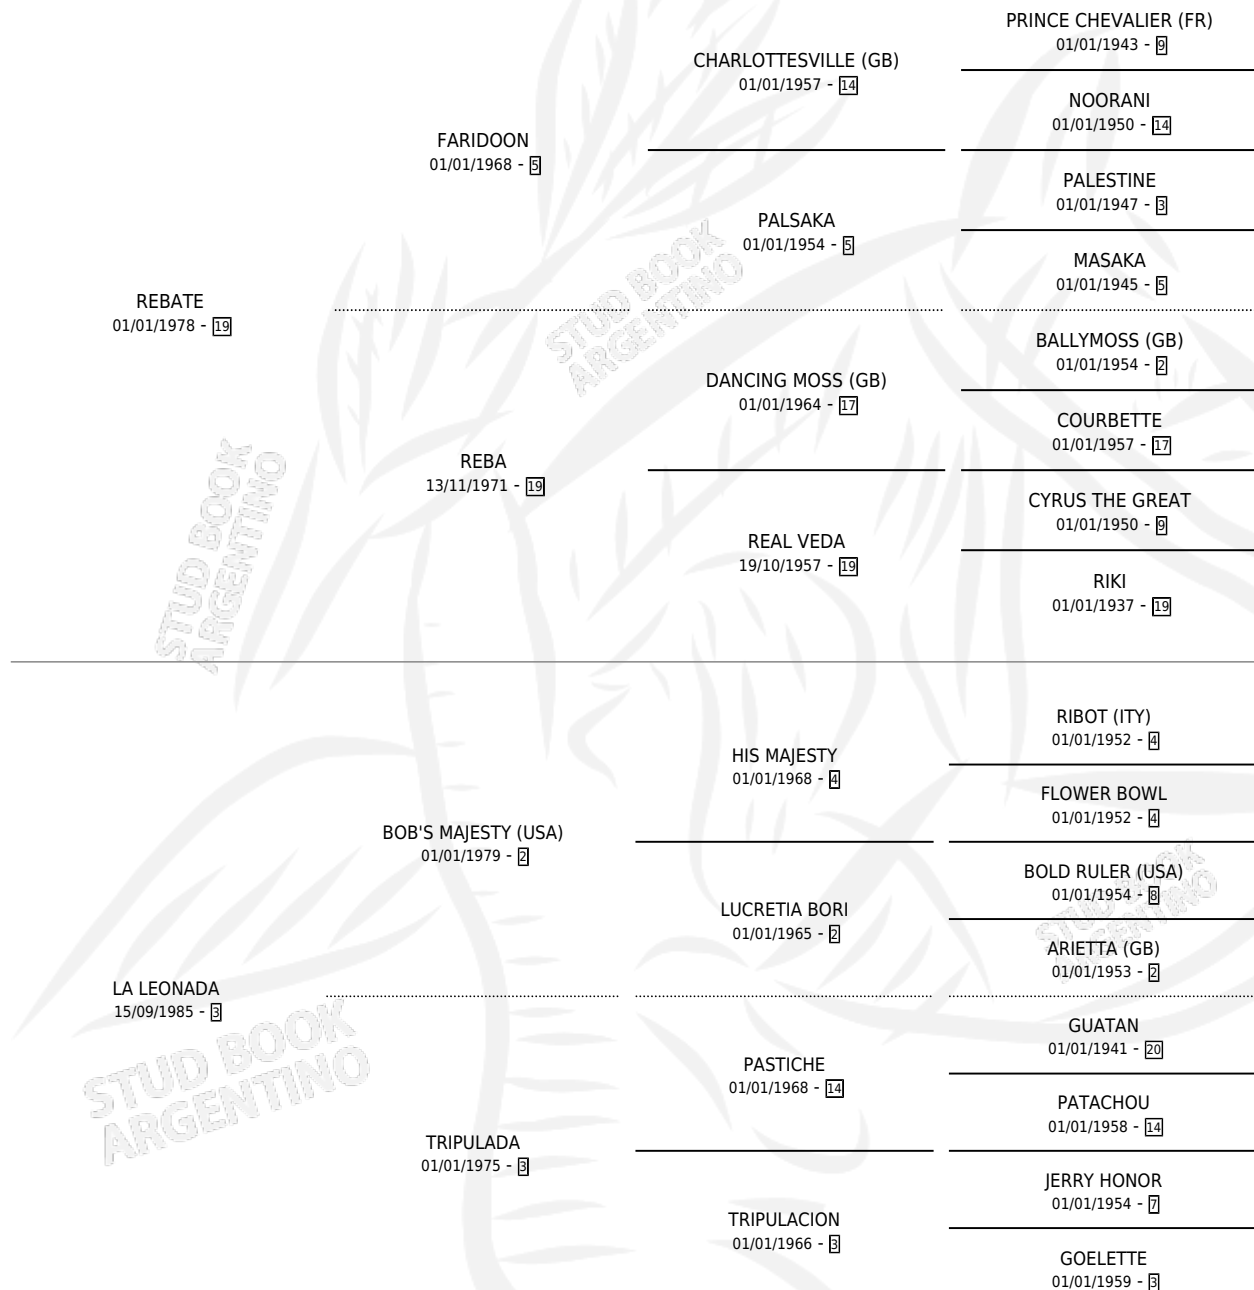 PRINCE CHEVALIER (FR)
01/01/1943 - 9
CHARLOTTESVILLE (GB)
01/01/1957 - 14
NOORANI
01/01/1950 - 14
FARIDOON
01/01/1968 - 5
PALESTINE
01/01/1947 - 3
PALSAKA
01/01/1954 - 5
MASAKA
01/01/1945 - 5
REBATE
01/01/1978 - 19
BALLYMOSS (GB)
01/01/1954 - 2
DANCING MOSS (GB)
01/01/1964 - 17
COURBETTE
01/01/1957 - 17
REBA
13/11/1971 - 19
CYRUS THE GREAT
01/01/1950 - 9
REAL VEDA
19/10/1957 - 19
RIKI
01/01/1937 - 19
RIBOT (ITY)
01/01/1952 - 4
HIS MAJESTY
01/01/1968 - 4
FLOWER BOWL
01/01/1952 - 4
BOB'S MAJESTY (USA)
01/01/1979 - 2
BOLD RULER (USA)
01/01/1954 - 8
LUCRETIA BORI
01/01/1965 - 2
ARIETTA (GB)
01/01/1953 - 2
LA LEONADA
15/09/1985 - 3
GUATAN
01/01/1941 - 20
PASTICHE
01/01/1968 - 14
PATACHOU
01/01/1958 - 14
TRIPULADA
01/01/1975 - 3
JERRY HONOR
01/01/1954 - 7
TRIPULACION
01/01/1966 - 3
GOELETTE
01/01/1959 - 3
STUD BOOK
ARGENTINO
STUD BOOK
ARGENTINO
STUD BOOK
ARGENTINO
STUD BOOK
ARGENTINO